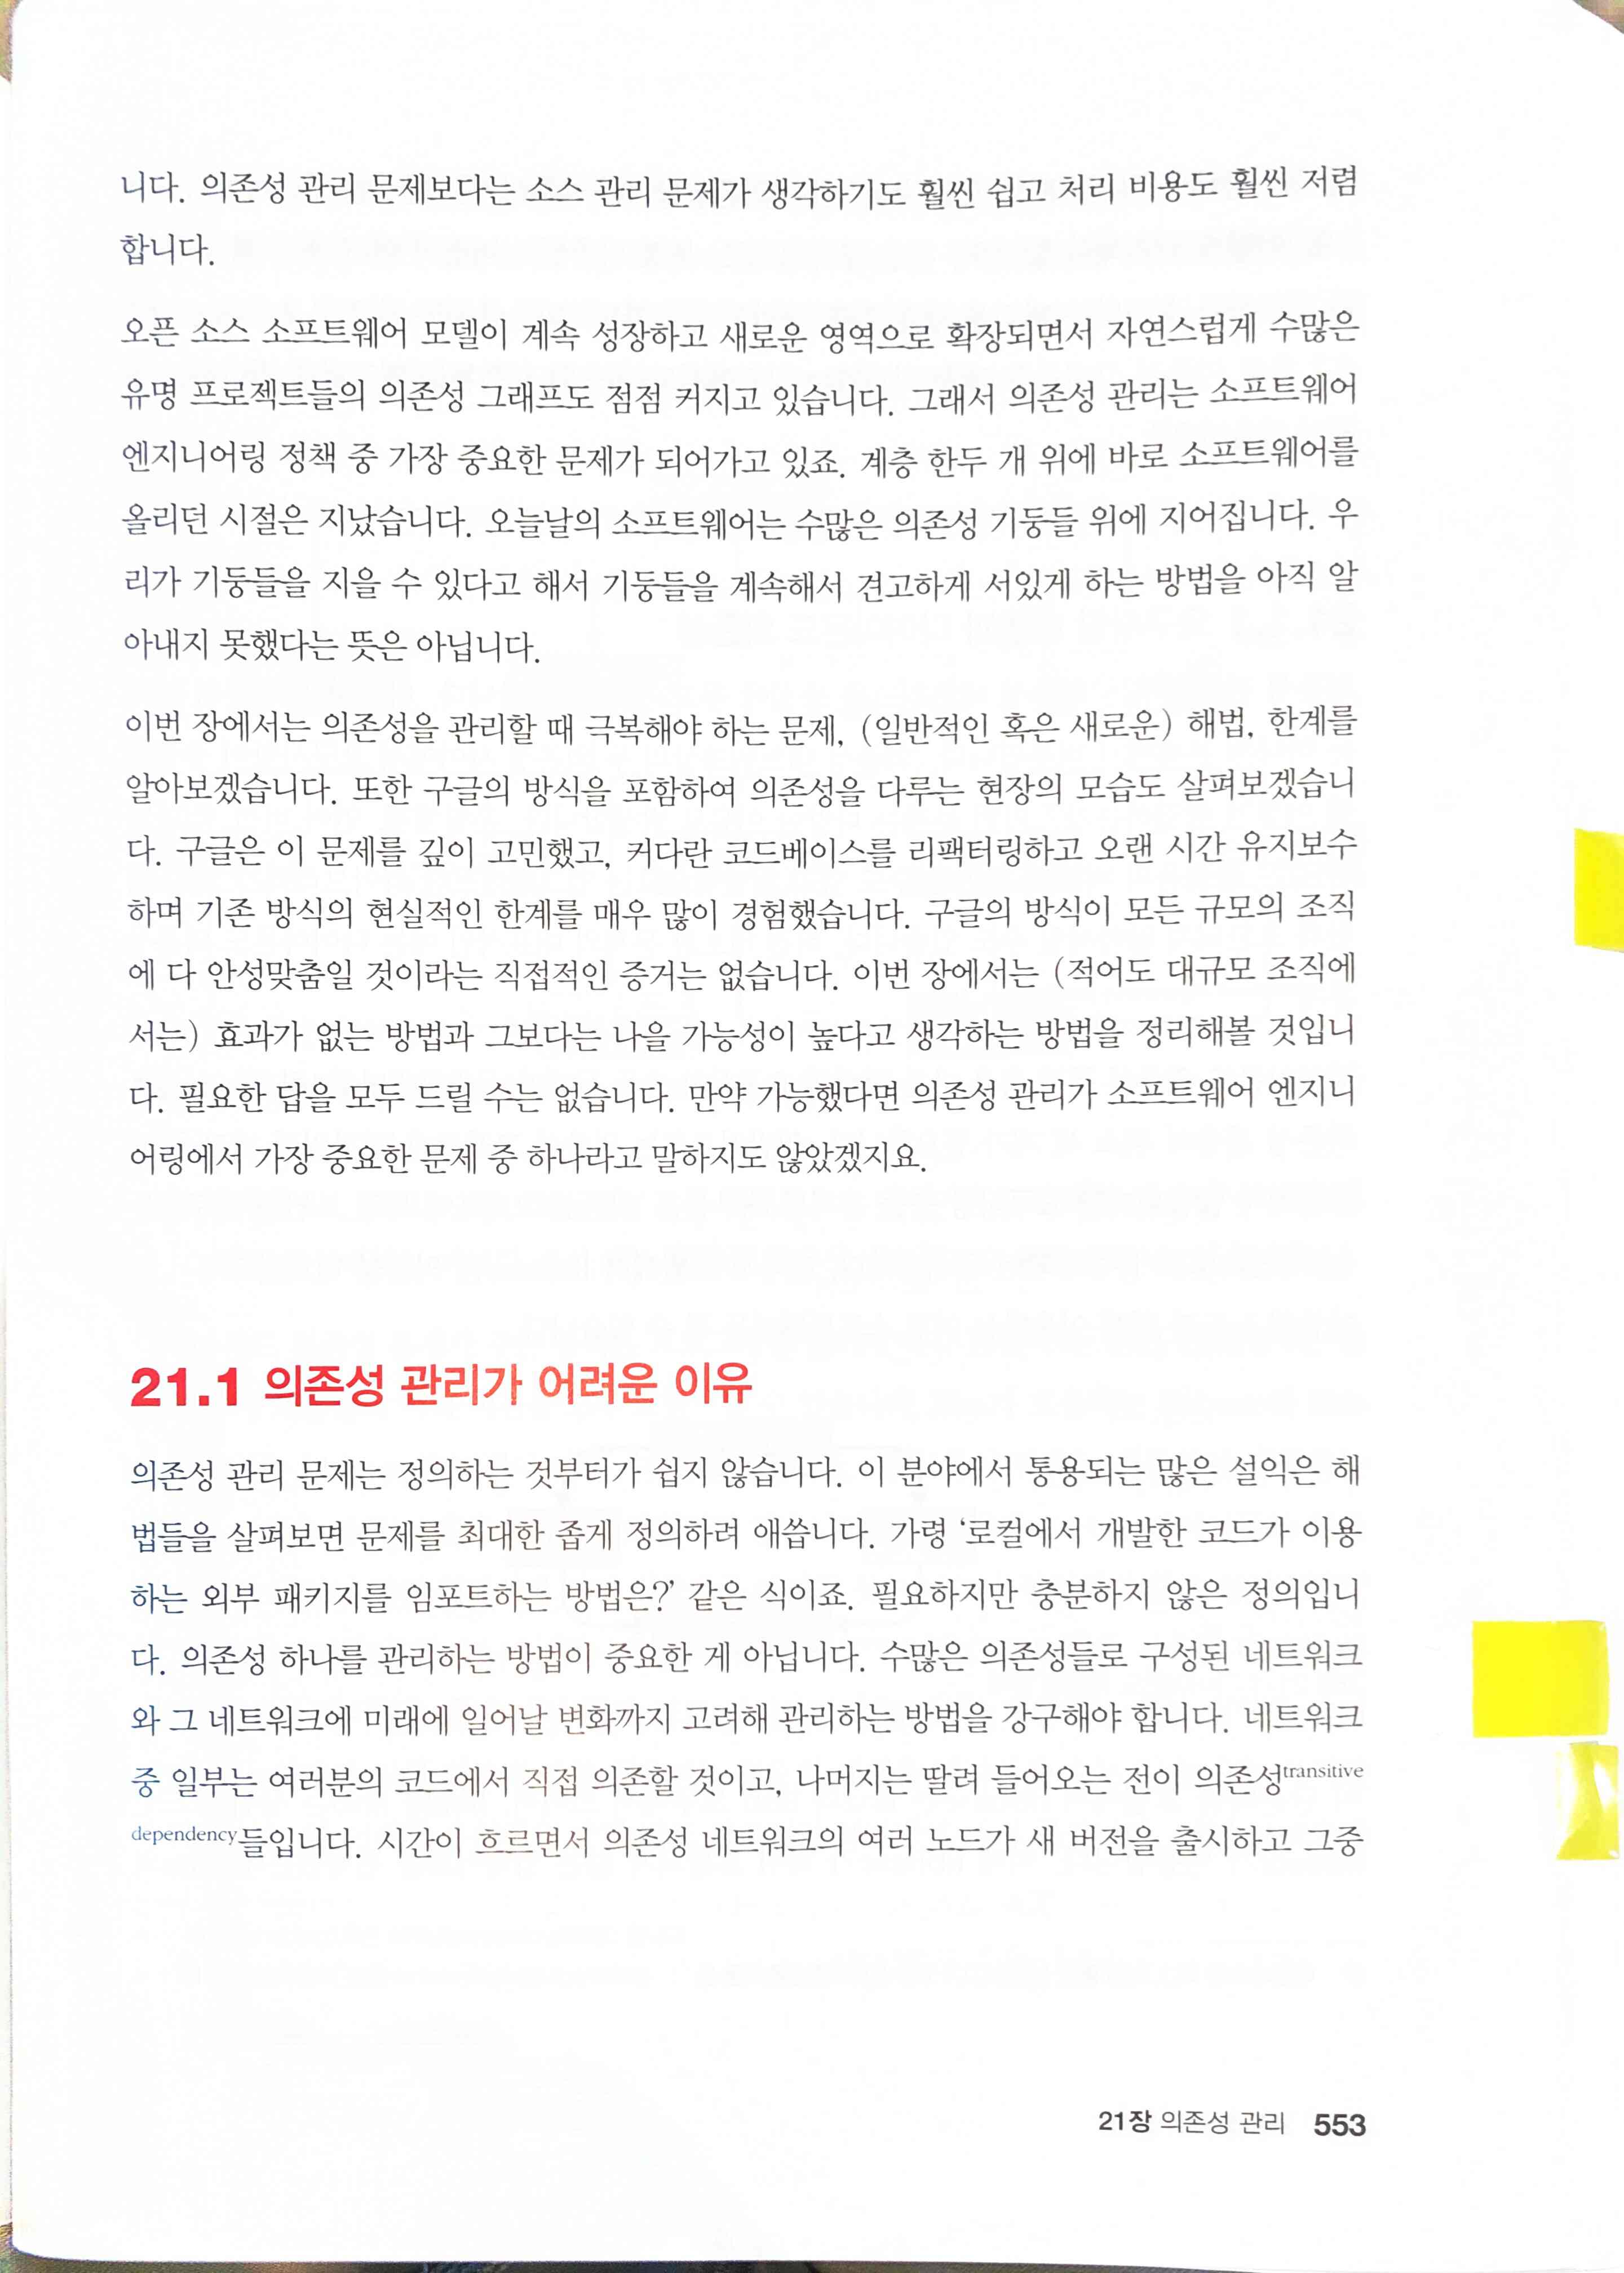 니다. 의존성 관리 문제보다는 소스 관리 문제가 생각하기도 훨씬 쉽고 처리 비용도 훨씬 저렴
합니다.
오픈 소스 소프트웨어 모델이 계속 성장하고 새로운 영역으로 확장되면서 자연스럽게 수많은
유명 프로젝트들의 의존성 그래프도 점점 커지고 있습니다. 그래서 의존성 관리는 소프트웨어
엔지니어링 정책 중 가장 중요한 문제가 되어가고 있죠. 계층 한두 개 위에 바로 소프트웨어를
올리던 시절은 지났습니다. 오늘날의 소프트웨어는 수많은 의존성 기둥들 위에 지어집니다. 우
리가 기둥들을 지을 수 있다고 해서 기둥들을 계속해서 견고하게 서있게 하는 방법을 아직 알
아내지 못했다는 뜻은 아닙니다.
이번 장에서는 의존성을 관리할 때 극복해야 하는 문제, (일반적인 혹은 새로운) 해법, 한계를
알아보겠습니다. 또한 구글의 방식을 포함하여 의존성을 다루는 현장의 모습도 살펴보겠습니
다. 구글은 이 문제를 깊이 고민했고, 커다란 코드베이스를 리팩터링하고 오랜 시간 유지보수
하며 기존 방식의 현실적인 한계를 매우 많이 경험했습니다. 구글의 방식이 모든 규모의 조직
에 다 안성맞춤일 것이라는 직접적인 증거는 없습니다. 이번 장에서는 (적어도 대규모 조직에
서는) 효과가 없는 방법과 그보다는 나을 가능성이 높다고 생각하는 방법을 정리해볼 것입니
다. 필요한 답을 모두 드릴 수는 없습니다. 만약 가능했다면 의존성 관리가 소프트웨어 엔지니
어링에서 가장 중요한 문제 중 하나라고 말하지도 않았겠지요.
21.1 의존성 관리가 어려운 이유
의존성 관리 문제는 정의하는 것부터가 쉽지 않습니다. 이 분야에서 통용되는 많은 설익은 해
법들을 살펴보면 문제를 최대한 좁게 정의하려 애씁니다. 가령 ‘로컬에서 개발한 코드가 이용
하는 외부 패키지를 임포트하는 방법은?’ 같은 식이죠. 필요하지만 충분하지 않은 정의입니
다. 의존성 하나를 관리하는 방법이 중요한 게 아닙니다. 수많은 의존성들로 구성된 네트워크
와 그 네트워크에 미래에 일어날 변화까지 고려해 관리하는 방법을 강구해야 합니다. 네트워크
중 일부는 여러분의 코드에서 직접 의존할 것이고, 나머지는 딸려 들어오는 전이 의존성transitive
dependency들입니다. 시간이 흐르면서 의존성 네트워크의 여러 노드가 새 버전을 출시하고 그중
21장 의존성 관리 553